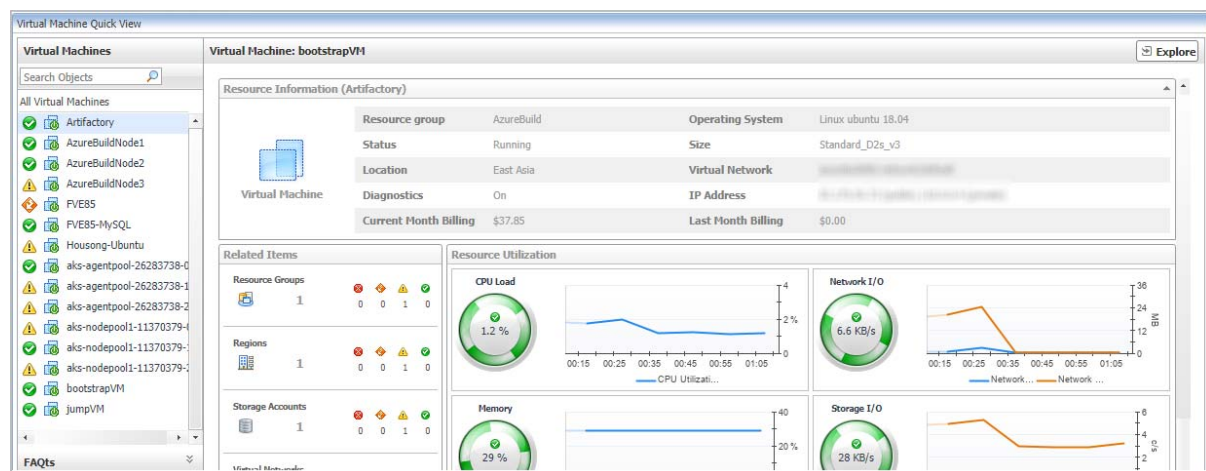 Virtual Machine Quick View
Virtual Machines
Search Objects
All Virtual Machines
Artifactory
AzureBuildNode1
AzureBuildNode2
AzureBuildNode3
FVE85
FVE85-MySQL
Housong-Ubuntu
aks-agentpool-26283738-0
aks-agentpool-26283738-1
aks-agentpool-26283738-2
aks-nodepool1-11370379-
aks-nodepool1-11370379-
aks-nodepool1-11370379-
bootstrapVM
jumpVM
FAQts
Virtual Machine: bootstrapVM
Explore
Resource Information (Artifactory)
Virtual Machine
Resource group AzureBuild Operating System Linux ubuntu 18.04
Status Running Size Standard_D2s_v3
Location East Asia Virtual Network
Diagnostics On IP Address
Current Month Billing $37.85 Last Month Billing $0.00
Related Items
Resource Groups
1 0 0 1 0
Regions
1 0 0 1 0
Storage Accounts
1 0 0 1 0
Virtual Networks
Resource Utilization
CPU Load
1.2 %
4
2 %
0
00:15 00:25 00:35 00:45 00:55 01:05
CPU Utilizati...
Network I/O
6.6 KB/s
36
24
12
0
MB
00:15 00:25 00:35 00:45 00:55 01:05
Network... Network ...
Memory
29 %
40
20 %
Storage I/O
28 KB/s
6
4
2
c/s